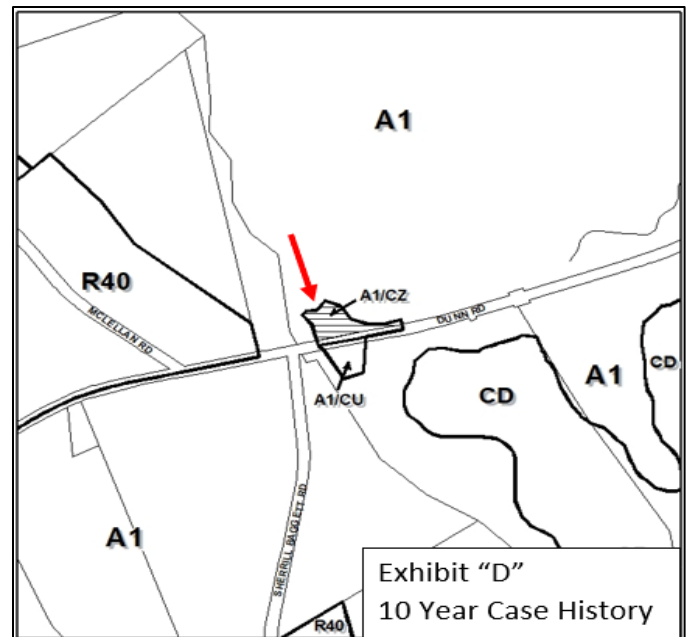 A1
R40
MCLELLAN RD
A1/CZ
DUNN RD
A1/CU
CD
A1
CD
A1
SHERRILL BAGGETT RD
R40
Exhibit “D”
10 Year Case History